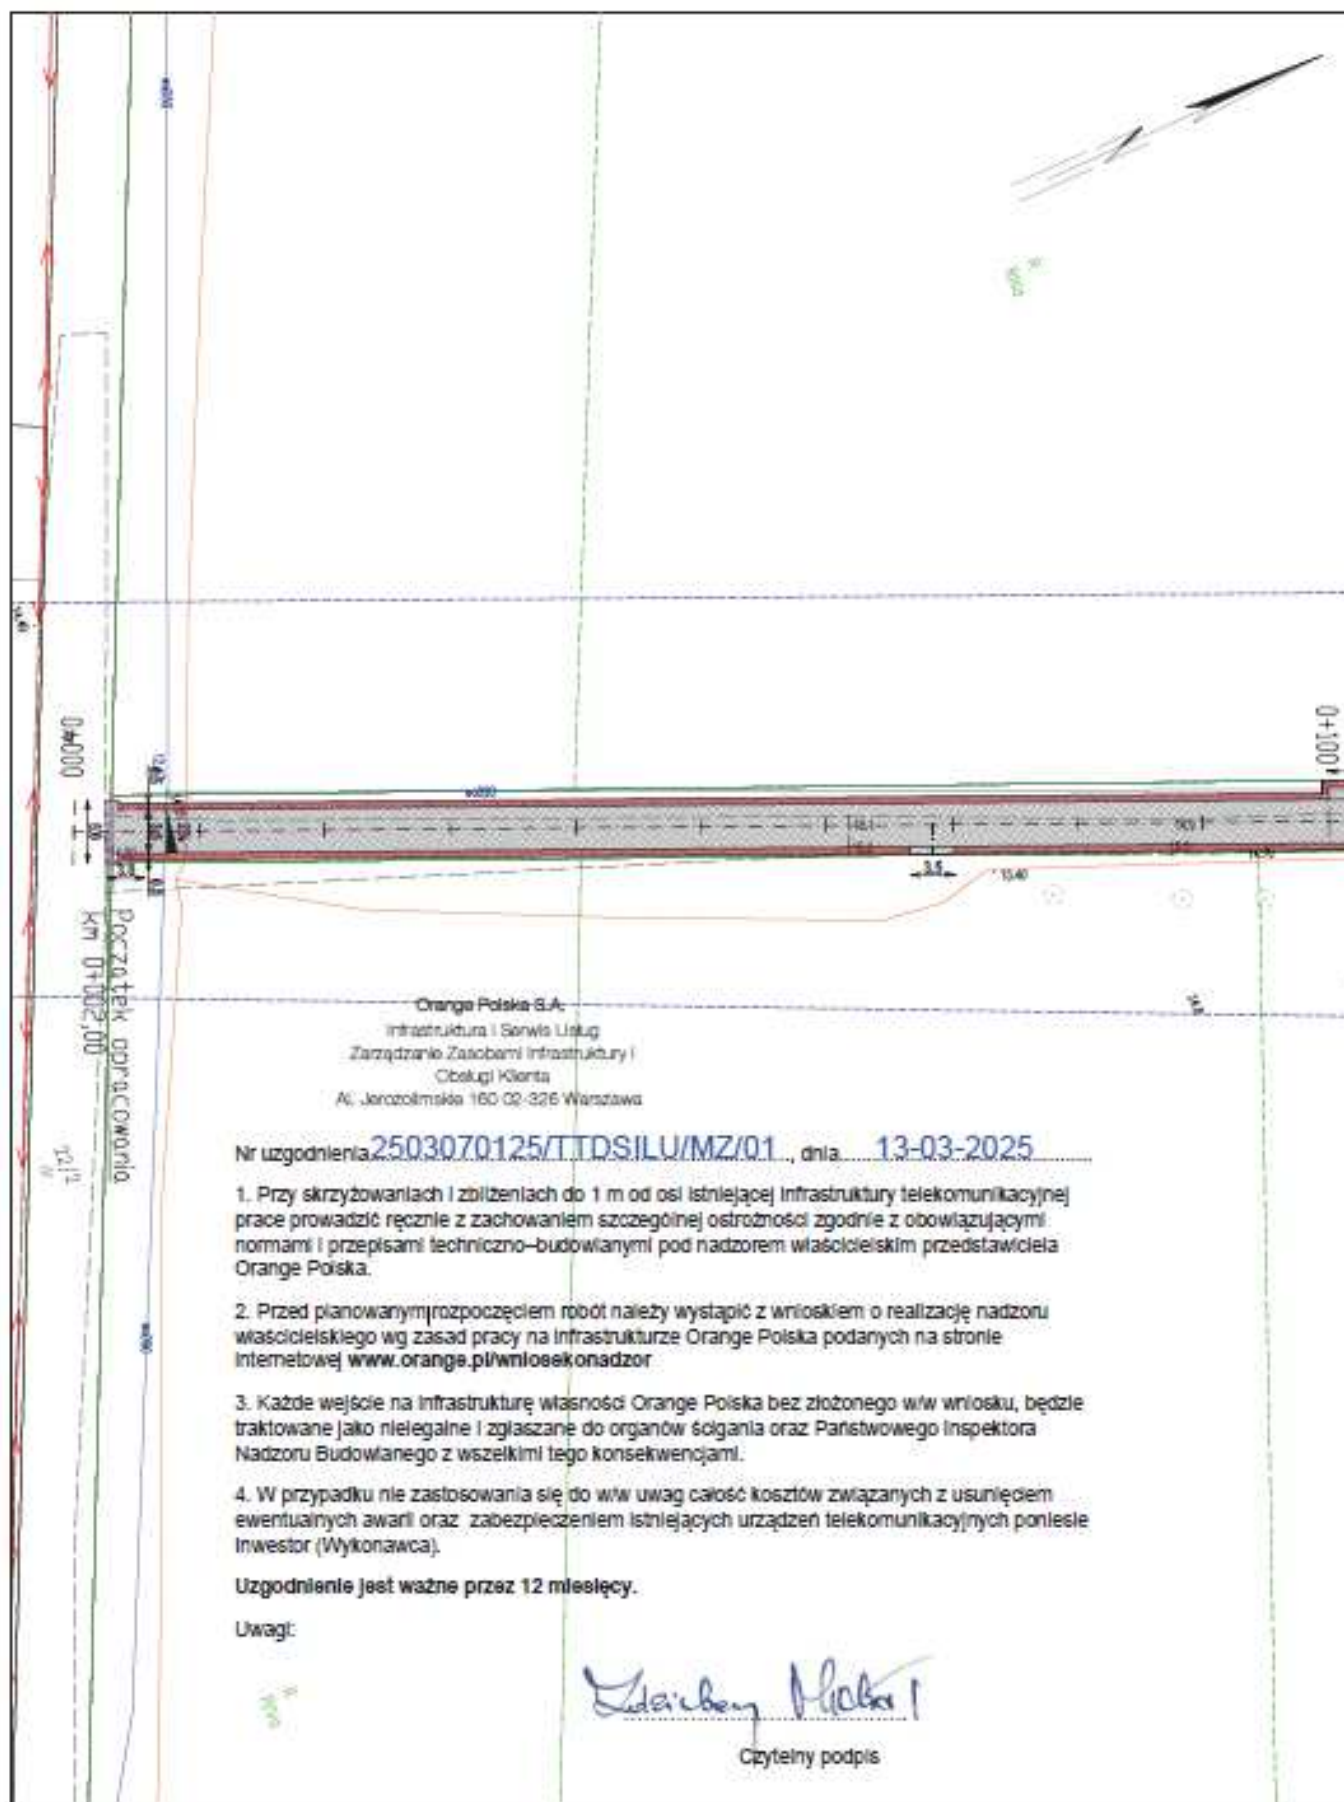 0+000
0+100
3.5
13.40
Początek opracowania
km 0+002,00
Orange Polska S.A.
Infrastruktura i Serwis Usług
Zarządzanie Zasobami Infrastruktury i
Obsługi Klienta
Al. Jerozolimskie 160 02-326 Warszawa
Nr uzgodnienia 2503070125/TTDSILU/MZ/01 , dnia 13-03-2025
1. Przy skrzyżowaniach i zbliżeniach do 1 m od osi istniejącej infrastruktury telekomunikacyjnej
prace prowadzić ręcznie z zachowaniem szczególnej ostrożności zgodnie z obowiązującymi
normami i przepisami techniczno–budowlanymi pod nadzorem właścicielskim przedstawiciela
Orange Polska.
2. Przed planowanym rozpoczęciem robót należy wystąpić z wnioskiem o realizację nadzoru
właścicielskiego wg zasad pracy na infrastrukturze Orange Polska podanych na stronie
internetowej www.orange.pl/wniosekonadzor
3. Każde wejście na infrastrukturę własności Orange Polska bez złożonego w/w wniosku, będzie
traktowane jako nielegalne i zgłaszane do organów ścigania oraz Państwowego Inspektora
Nadzoru Budowlanego z wszelkimi tego konsekwencjami.
4. W przypadku nie zastosowania się do w/w uwag całość kosztów związanych z usunięciem
ewentualnych awarii oraz zabezpieczeniem istniejących urządzeń telekomunikacyjnych poniesie
Inwestor (Wykonawca).
Uzgodnienie jest ważne przez 12 miesięcy.
Uwagi:
Czytelny podpis